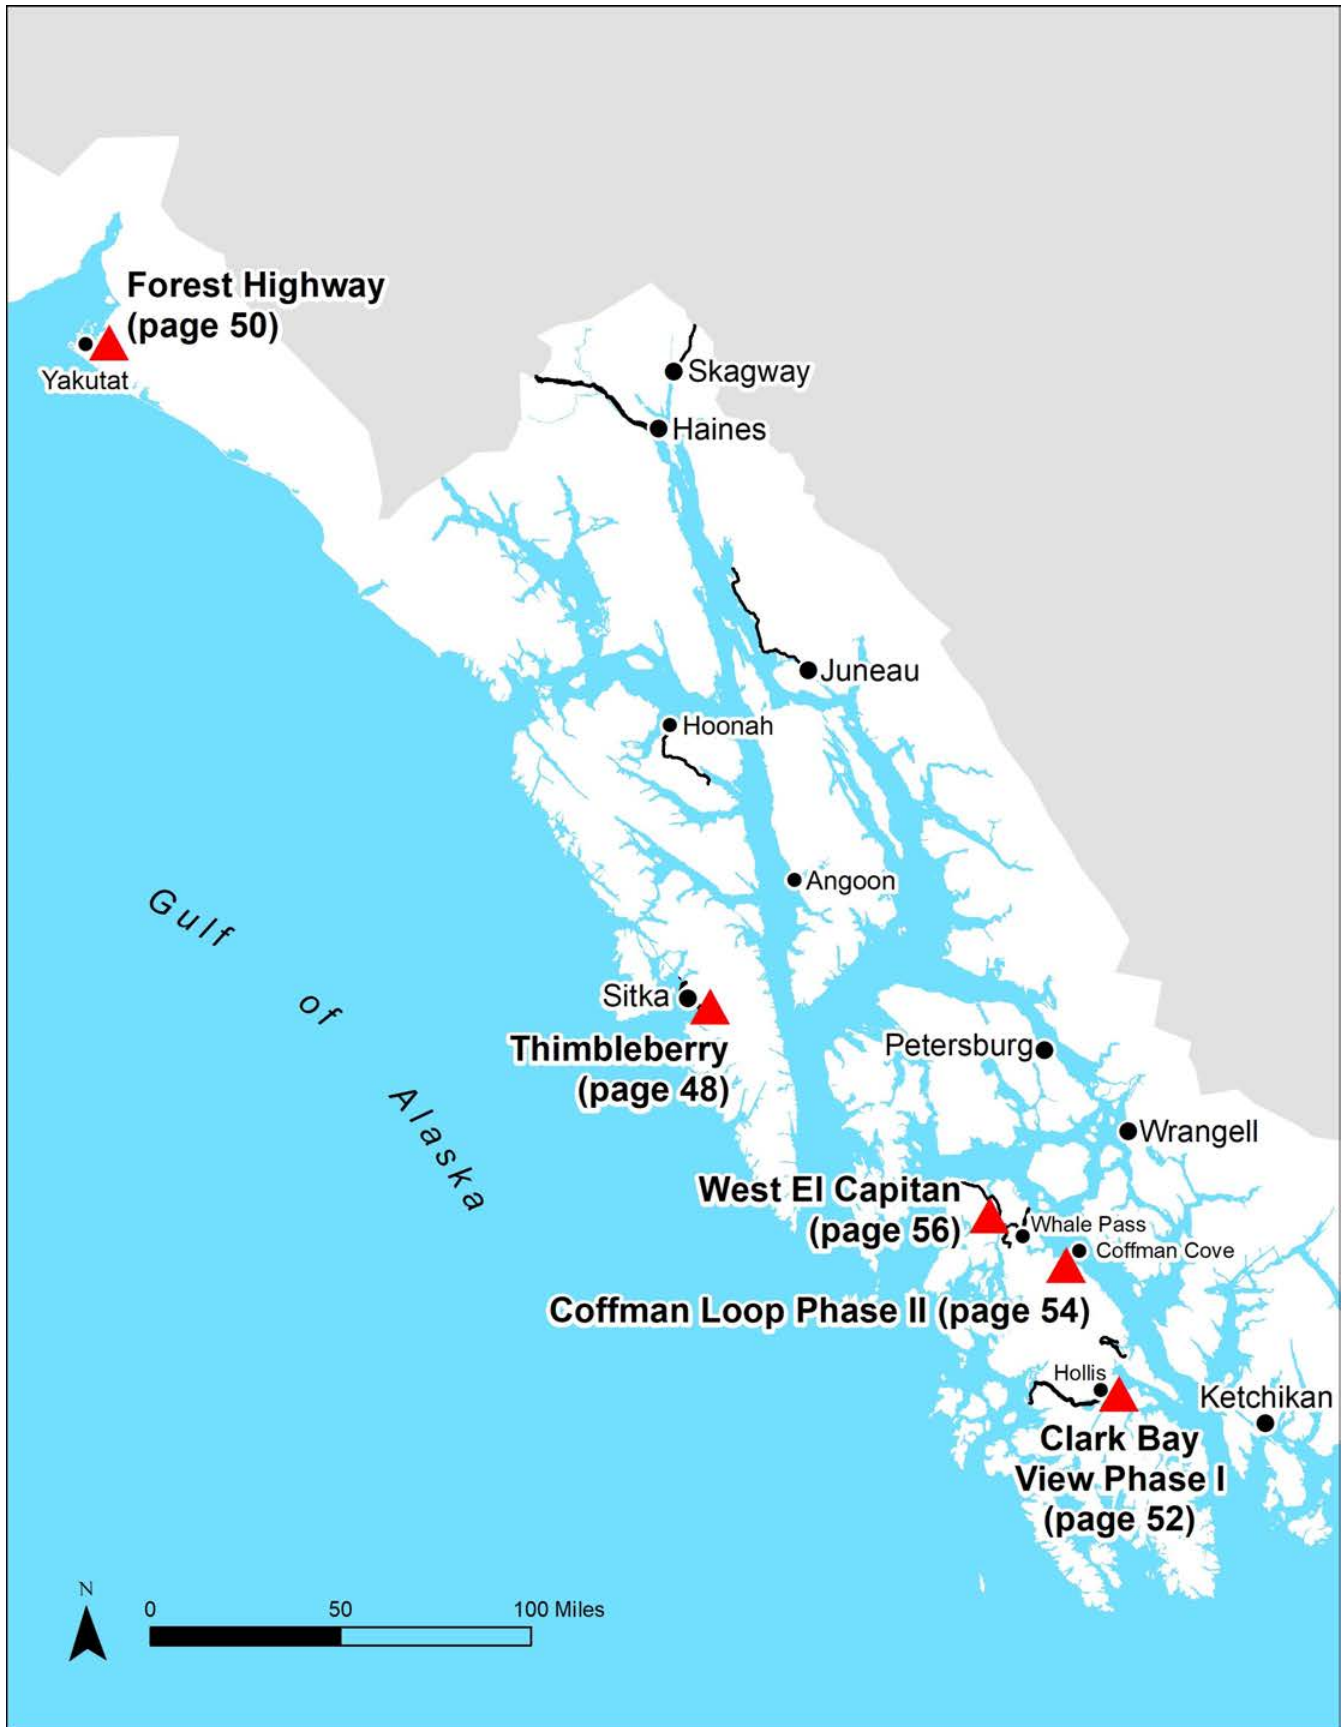 Forest Highway
(page 50)
Yakutat
Skagway
Haines
Juneau
Hoonah
Angoon
Gulf of Alaska
Sitka
Thimbleberry
(page 48)
Petersburg
Wrangell
West El Capitan
(page 56)
Whale Pass
Coffman Cove
Coffman Loop Phase II (page 54)
Hollis
Ketchikan
Clark Bay
View Phase I
(page 52)
N
0 50 100 Miles